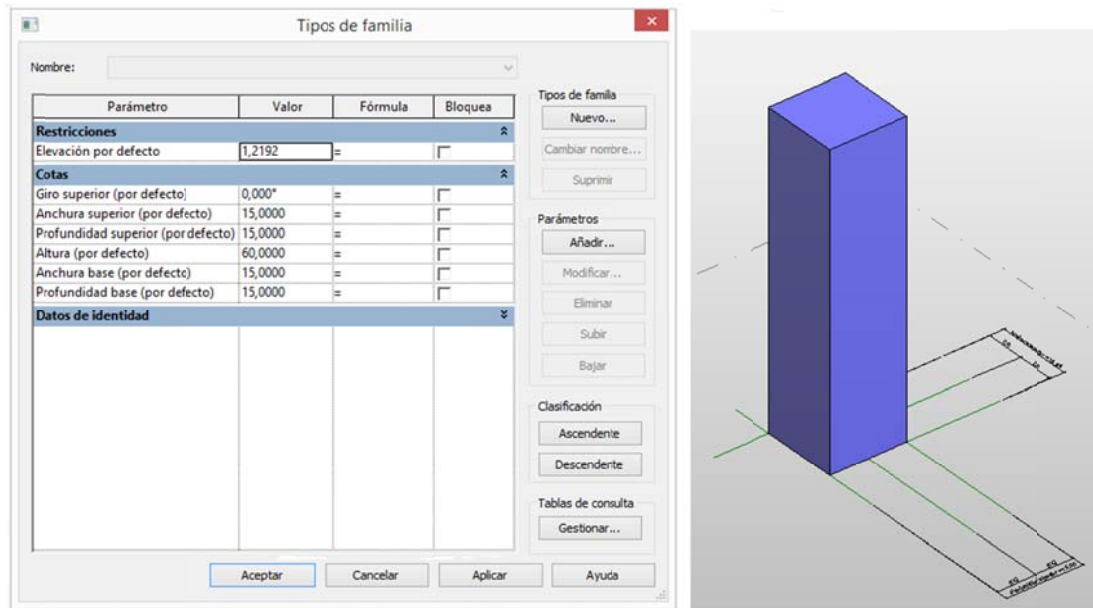 Tipos de familia
Nombre:
Parámetro Valor Fórmula Bloquea
Restricciones
Elevación por defecto 1,2192 =
Cotas
Giro superior (por defecto) 0,000° =
Anchura superior (por defecto) 15,0000 =
Profundidad superior (por defecto) 15,0000 =
Altura (por defecto) 60,0000 =
Anchura base (por defecto) 15,0000 =
Profundidad base (por defecto) 15,0000 =
Datos de identidad
Tipos de familia
Nuevo...
Cambiar nombre...
Suprimir
Parámetros
Añadir...
Modificar...
Eliminar
Subir
Bajar
Clasificación
Ascendente
Descendente
Tablas de consulta
Gestionar...
Aceptar Cancelar Aplicar Ayuda